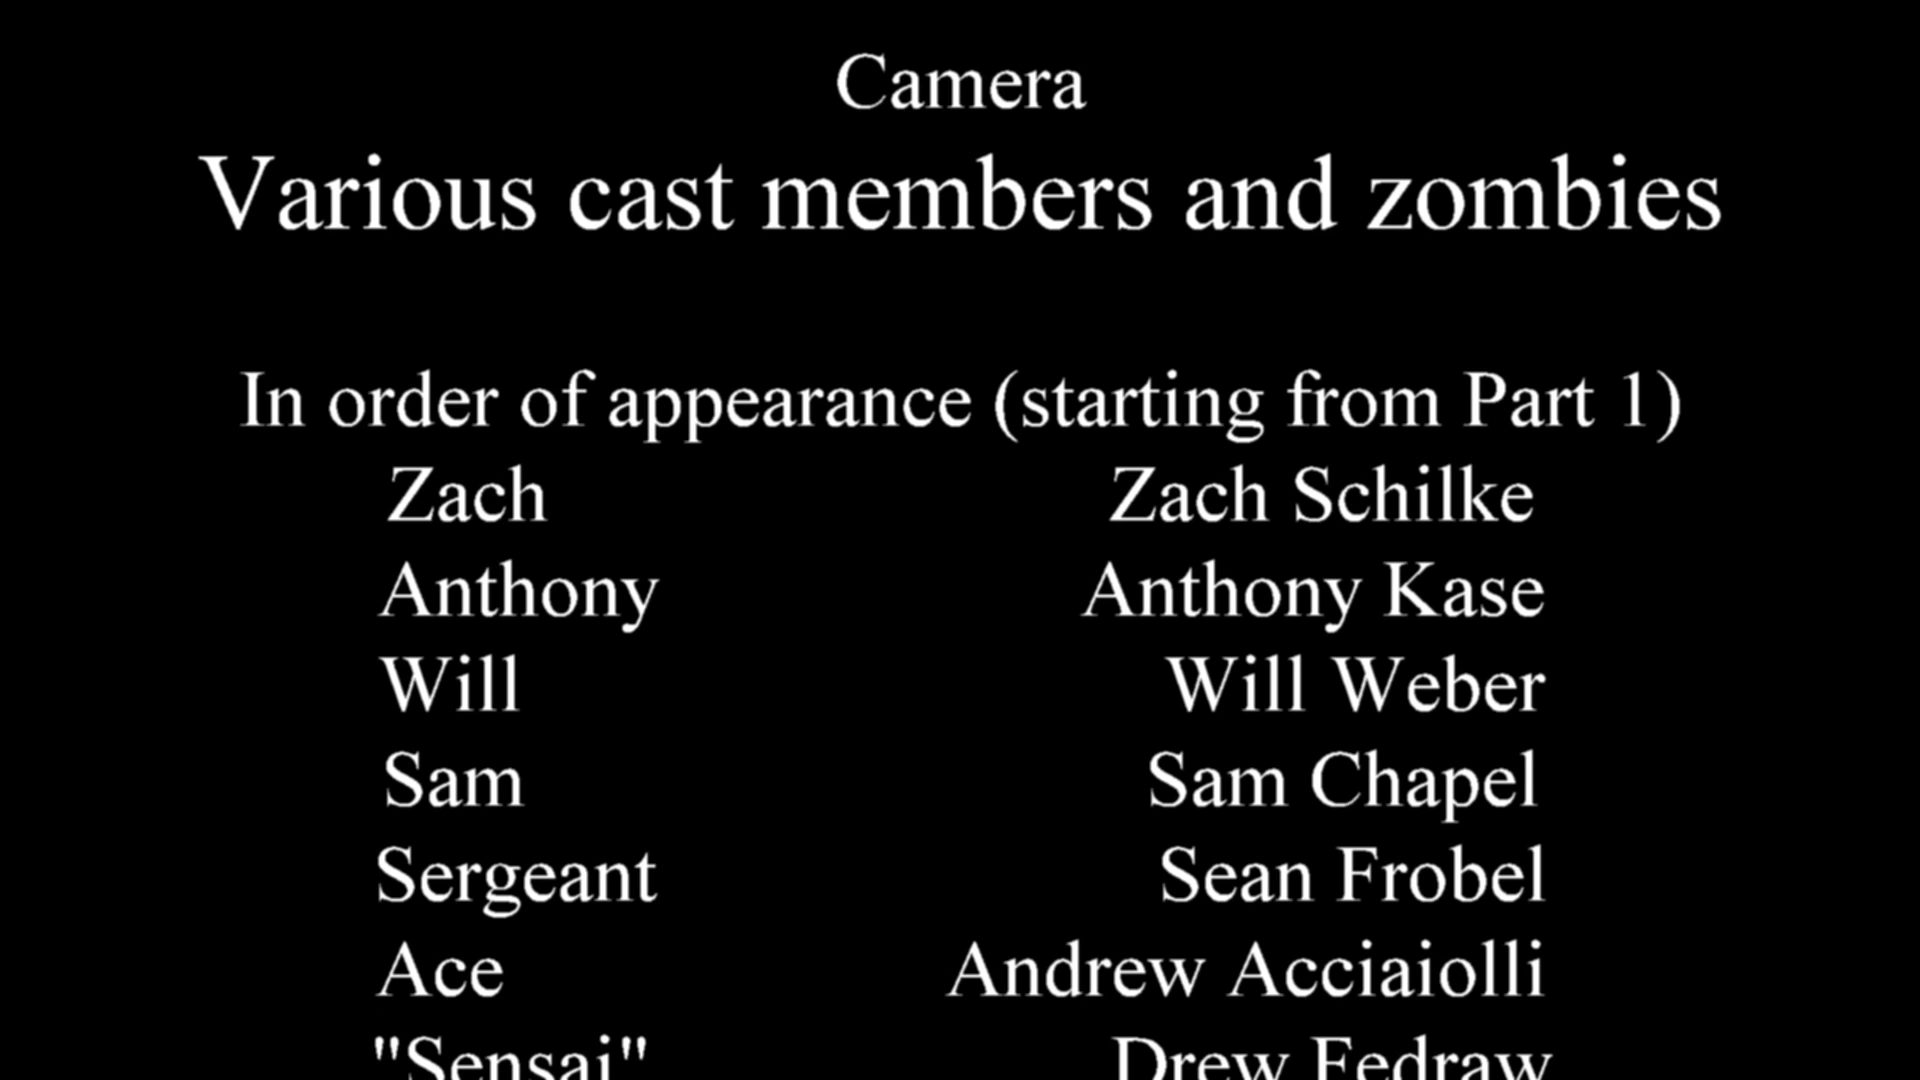 Camera
Various cast members and zombies
In order of appearance (starting from Part 1)
Zach Zach Schilke
Anthony Anthony Kase
Will Will Weber
Sam Sam Chapel
Sergeant Sean Frobel
Ace Andrew Acciaiolli
"Sensai" Drew Fedraw